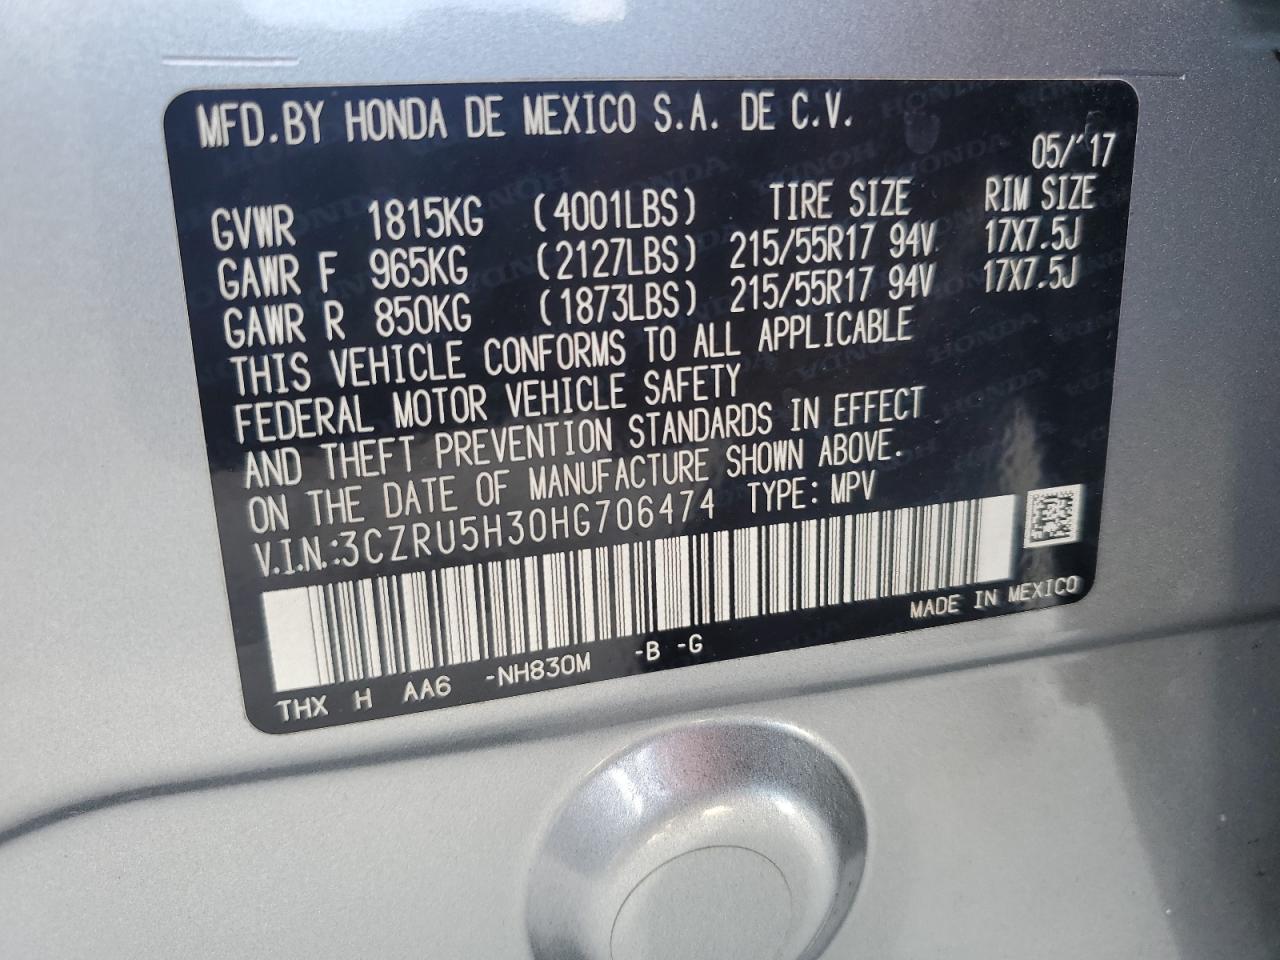 MFD.BY HONDA DE MEXICO S.A. DE C.V.
05/'17
GVWR 1815KG (4001LBS) TIRE SIZE RIM SIZE
GAWR F 965KG (2127LBS) 215/55R17 94V 17X7.5J
GAWR R 850KG (1873LBS) 215/55R17 94V 17X7.5J
THIS VEHICLE CONFORMS TO ALL APPLICABLE
FEDERAL MOTOR VEHICLE SAFETY
AND THEFT PREVENTION STANDARDS IN EFFECT
ON THE DATE OF MANUFACTURE SHOWN ABOVE.
V.I.N.:3CZRU5H30HG706474 TYPE: MPV
MADE IN MEXICO
THX H AA6 -NH830M -B -G